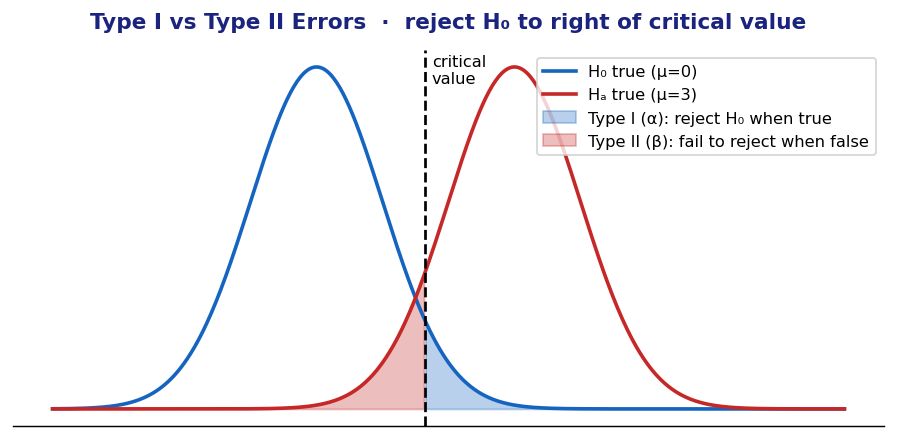 Type I vs Type II Errors · reject H₀ to right of critical value
critical
value
H₀ true (μ=0)
Hₐ true (μ=3)
Type I (α): reject H₀ when true
Type II (β): fail to reject when false